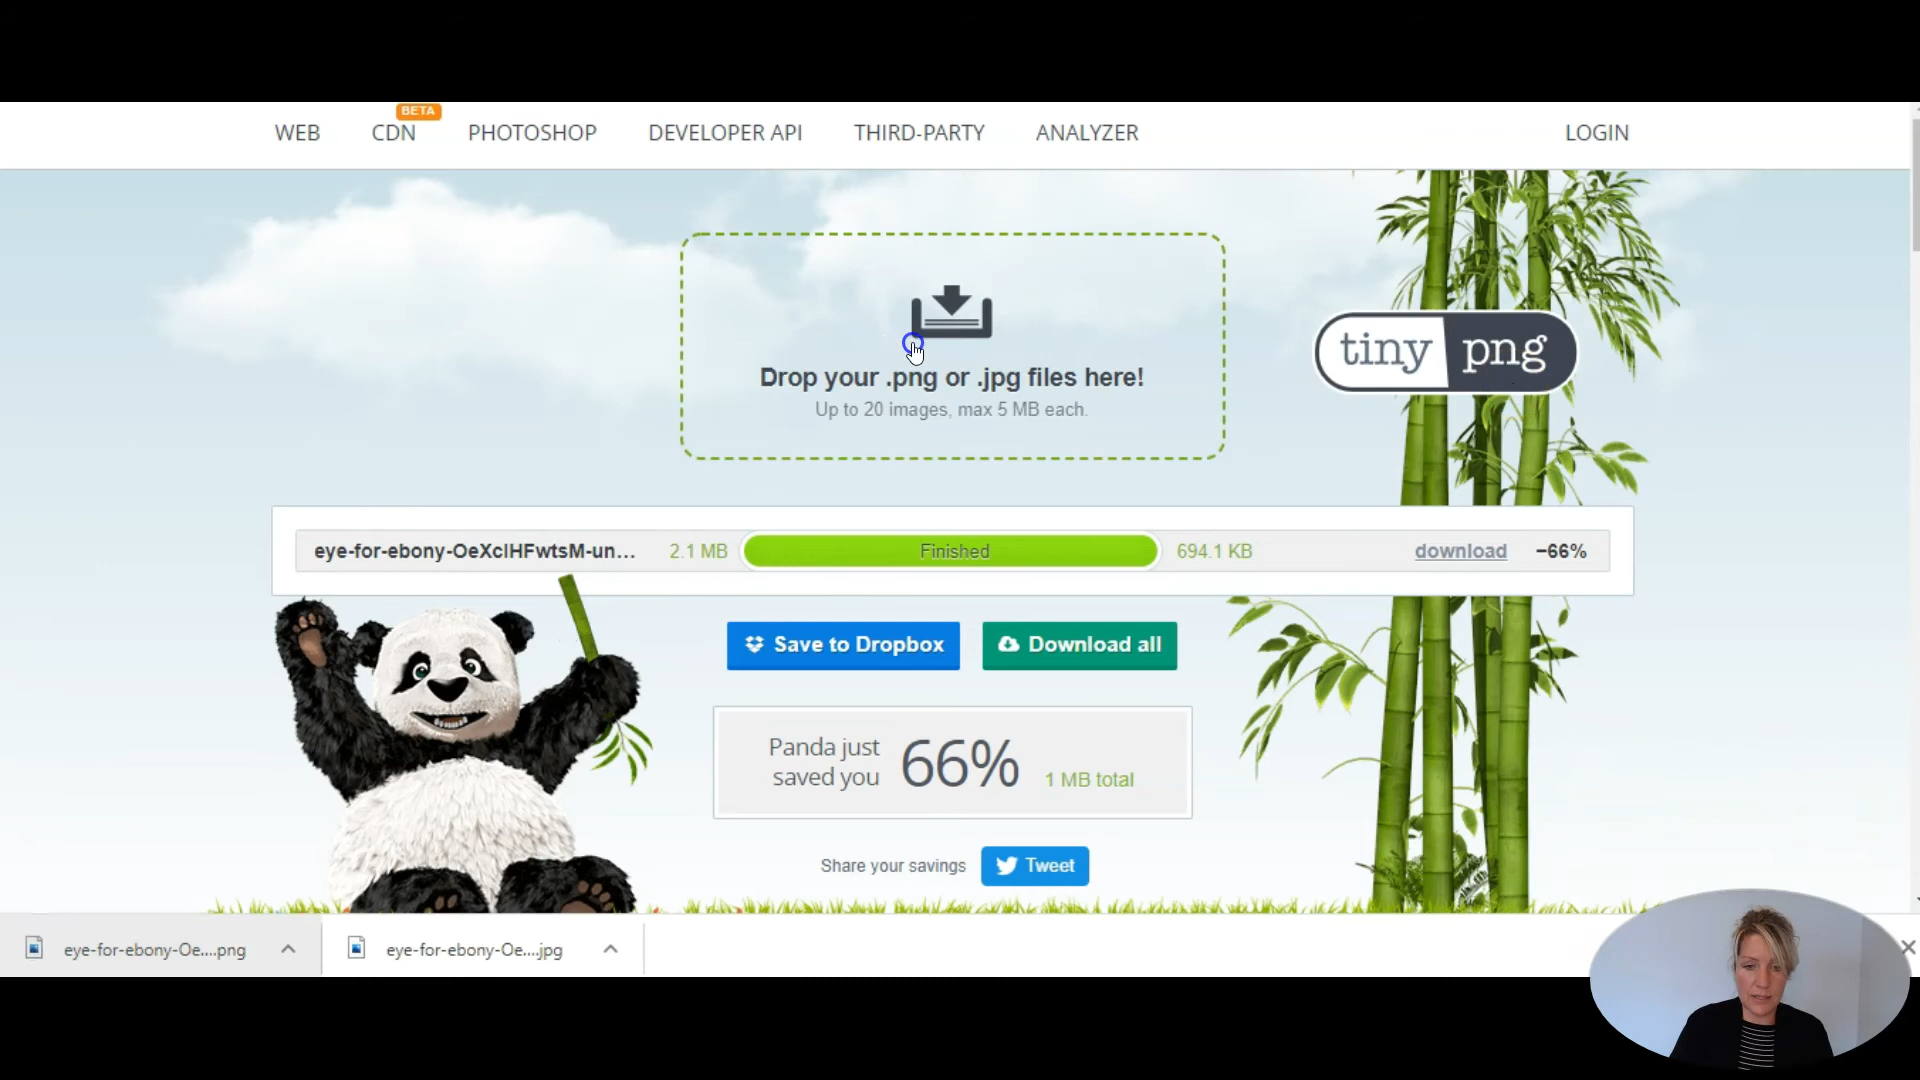 BETA
WEB CDN PHOTOSHOP DEVELOPER API THIRD-PARTY ANALYZER LOGIN
Drop your .png or .jpg files here!
Up to 20 images, max 5 MB each.
tiny png
eye-for-ebony-OeXcIHFwtsM-un... 2.1 MB Finished 694.1 KB download −66%
Save to Dropbox Download all
Panda just
saved you 66% 1 MB total
Share your savings Tweet
eye-for-ebony-Oe....png eye-for-ebony-Oe....jpg